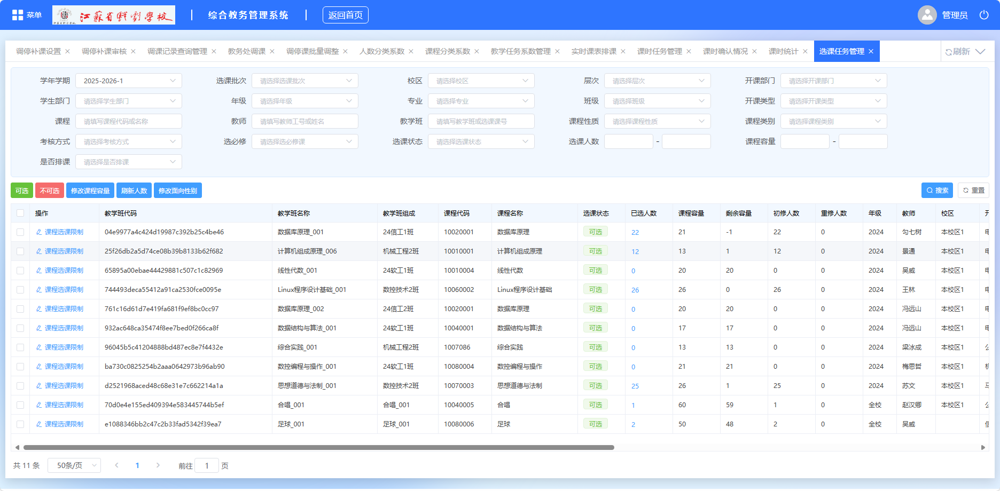 菜单 江苏省戏剧学校 综合教务管理系统 返回首页 管理员
调停补课设置 调停补课审核 调课记录查询管理 教务处调课 调停课批量调整 人数分类系数 课程分类系数 教学任务系数管理 实时课表排课 课时任务管理 课时确认情况 课时统计 选课任务管理 刷新
学年学期 2025-2026-1 选课批次 请选择选课批次 校区 请选择校区 层次 请选择层次 开课部门 请选择开课部门
学生部门 请选择学生部门 年级 请选择年级 专业 请选择专业 班级 请选择班级 开课类型 请选择开课类型
课程 请填写课程代码或名称 教师 请填写教师工号或姓名 教学班 请填写教学班或选课课号 课程性质 请选择课程性质 课程类别 请选择课程类别
考核方式 请选择考核方式 选必修 请选择选必修课 选课状态 请选择选课状态 选课人数 - 课程容量 -
是否排课 请选择是否排课
可选 不可选 修改课程容量 刷新人数 修改面向性别 搜索 重置
操作 教学班代码 教学班名称 教学班组成 课程代码 课程名称 选课状态 已选人数 课程容量 剩余容量 初修人数 重修人数 年级 教师 校区
课程选课限制 04e9977a4c424d19987c392b25c4be46 数据库原理_001 24信工1班 10020001 数据库原理 可选 22 21 -1 22 0 2024 勾七树 本校区1
课程选课限制 25f26db2a5d74ce08b39b8133b62f682 计算机组成原理_006 机械工程2班 10010001 计算机组成原理 可选 12 13 1 12 0 2024 景通 本校区1
课程选课限制 65895a00ebae44429881c507c1c82969 线性代数_001 24软工1班 10010004 线性代数 可选 0 20 20 0 0 2024 吴威 本校区1
课程选课限制 744493deca55412a91ca2530fce0095e Linux程序设计基础_001 数控技术2班 10060002 Linux程序设计基础 可选 26 26 0 26 0 2024 王林 本校区1
课程选课限制 761c16d61d7e419fa681f9ef8bc0cc97 数据库原理_002 24信工2班 10020001 数据库原理 可选 0 20 20 0 0 2024 冯远山 本校区1
课程选课限制 932ac648ca35474f8ee7bed0f266ca8f 数据结构与算法_001 24软工1班 10040001 数据结构与算法 可选 0 17 17 0 0 2024 冯远山 本校区1
课程选课限制 96045b5c41204888bd487ec8e7f4432e 综合实践_001 机械工程2班 1007086 综合实践 可选 0 13 13 0 0 2024 梁冰成 本校区1
课程选课限制 ba730c0825254b2aaa0642973b96ab90 数控编程与操作_001 24软工1班 10080004 数控编程与操作 可选 0 21 21 0 0 2024 梅思哲 本校区1
课程选课限制 d2521968aced48c68e31e7c662214a1a 思想道德与法制_001 数控技术2班 10070003 思想道德与法制 可选 25 26 1 25 0 2024 苏文 本校区1
课程选课限制 70d0e4e155ed409394e583445744b5ef 合唱_001 合唱_001 10040005 合唱 可选 1 60 59 1 0 全校 赵汉卿 本校区1
课程选课限制 e1088346bb2c47c2b33fad5342f39ea7 足球_001 足球_001 10080006 足球 可选 2 50 48 2 0 全校 吴威
共 11 条 50条/页 1 前往 1 页